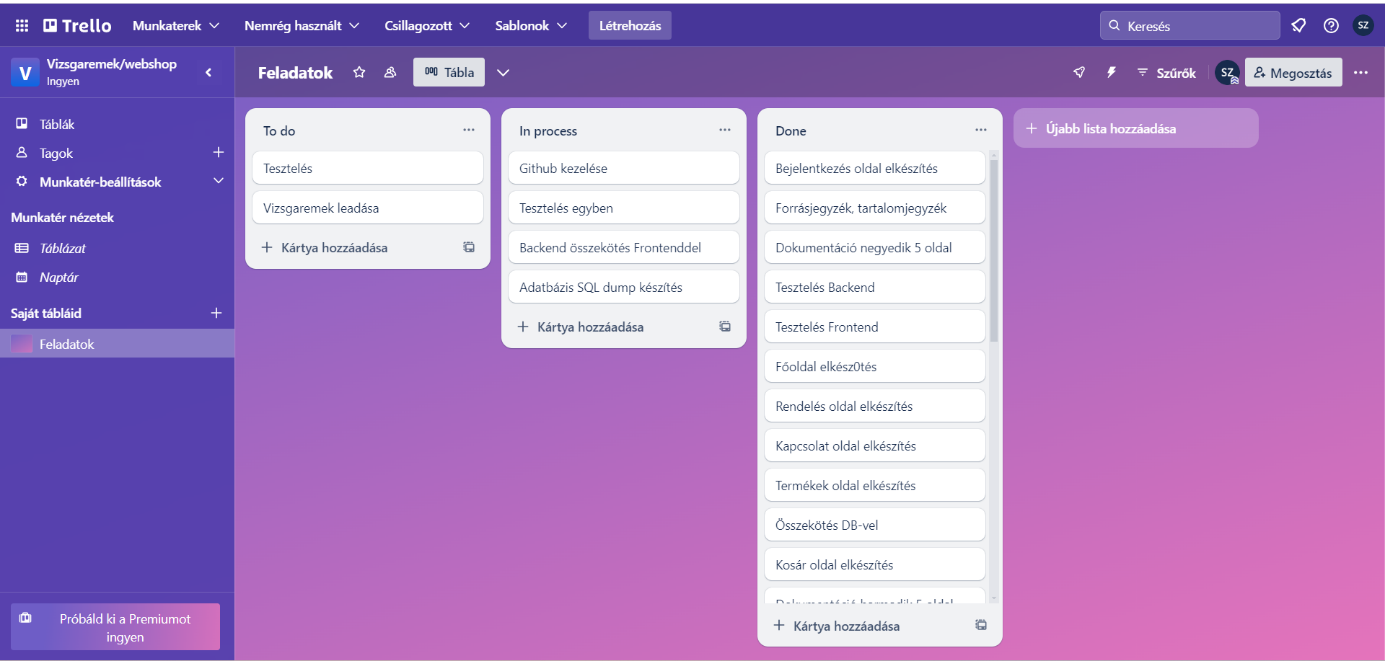 Trello
Munkaterek
Nemrég használt
Csillagozott
Sablonok
Létrehozás
Keresés
SZ
V
Vizsgaremek/webshop
Ingyen
Feladatok
Tábla
Szűrők
SZ
Megosztás
Táblák
Tagok
Munkatér-beállítások
Munkatér nézetek
Táblázat
Naptár
Saját tábláid
Feladatok
Próbáld ki a Premiumot
ingyen
To do
Tesztelés
Vizsgaremek leadása
Kártya hozzáadása
In process
Github kezelése
Tesztelés egyben
Backend összekötés Frontenddel
Adatbázis SQL dump készítés
Kártya hozzáadása
Done
Bejelentkezés oldal elkészítés
Forrásjegyzék, tartalomjegyzék
Dokumentáció negyedik 5 oldal
Tesztelés Backend
Tesztelés Frontend
Főoldal elkész0tés
Rendelés oldal elkészítés
Kapcsolat oldal elkészítés
Termékek oldal elkészítés
Összekötés DB-vel
Kosár oldal elkészítés
Dokumentáció harmadik 5 oldal
Kártya hozzáadása
Újabb lista hozzáadása